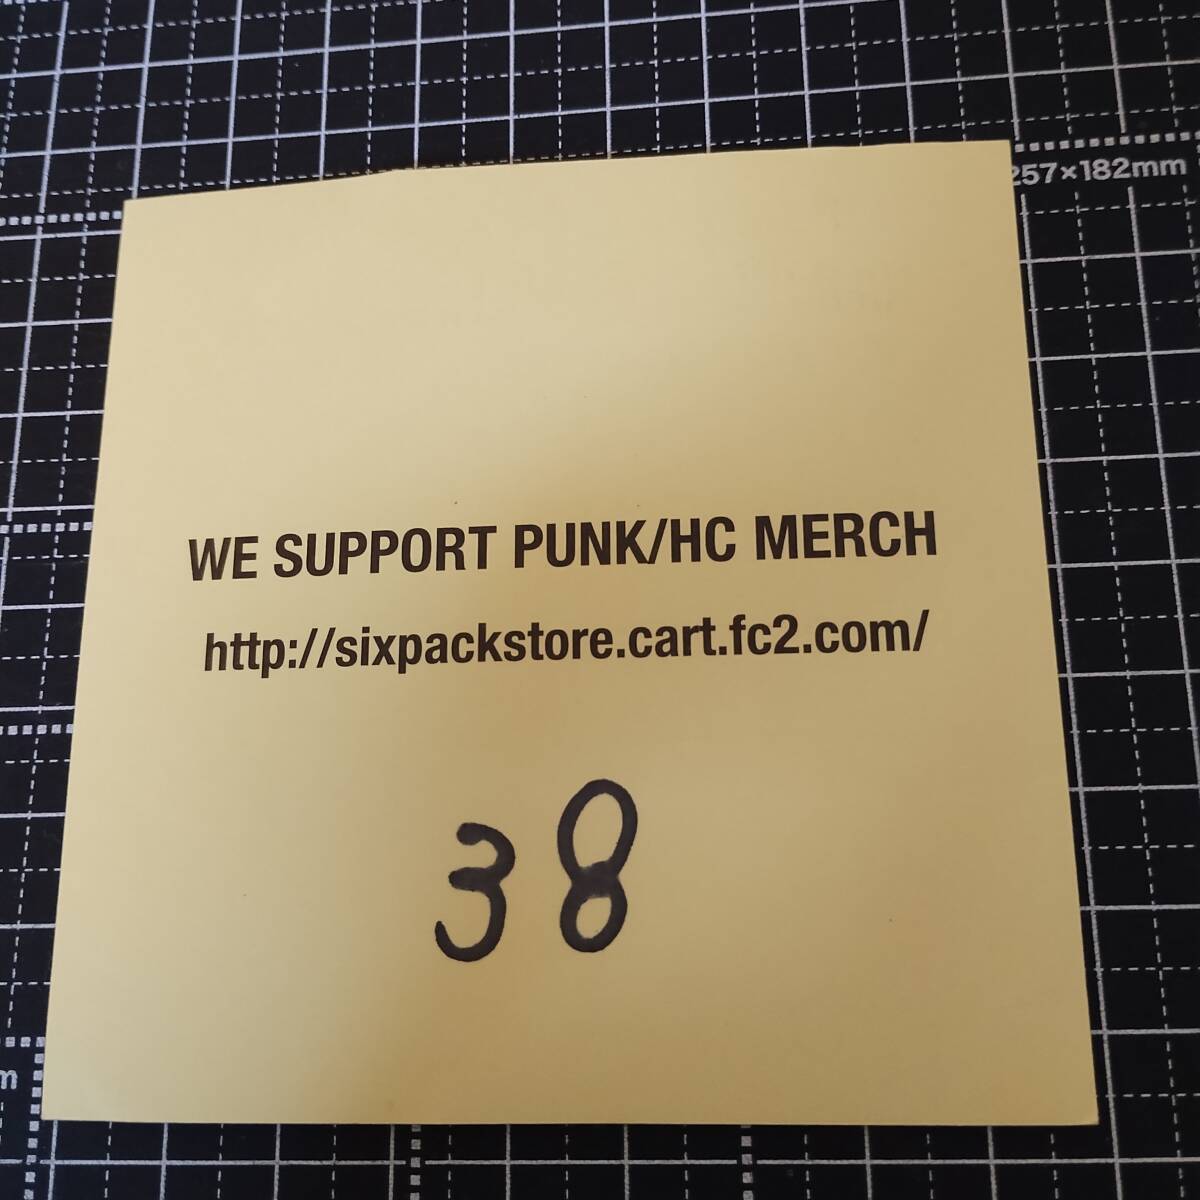 257×182mm
WE SUPPORT PUNK/HC MERCH
http://sixpackstore.cart.fc2.com/
38
m